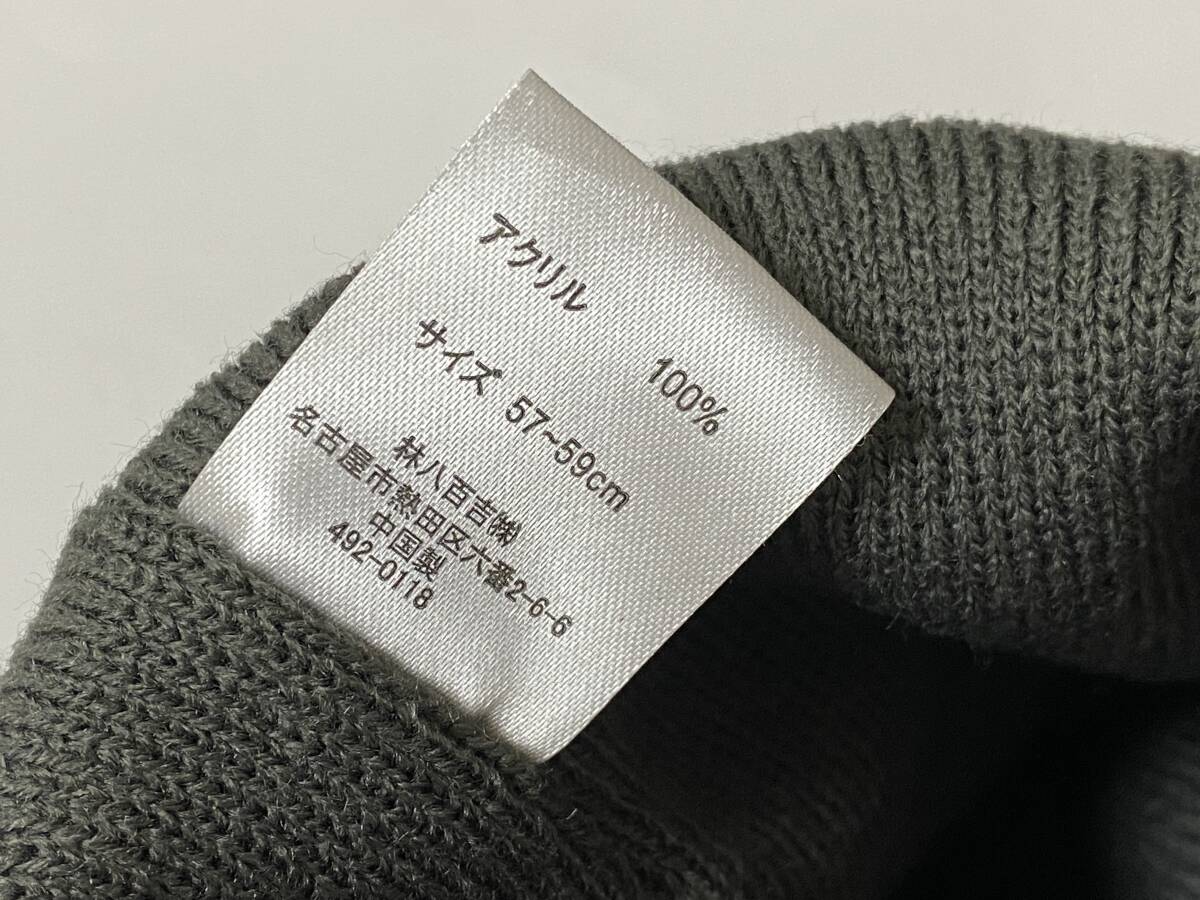 アクリル 100%
サイズ 57~59cm
林八百吉㈱
名古屋市熱田区六番2-6-6
中国製
492-0118